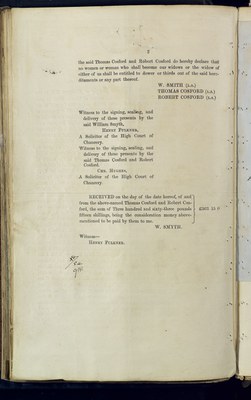 2
the said Thomas Cosford and Robert Cosford do hereby declare that
no woman or women who shall become our widows or the widow of
either of us shall be entitled to dower or thirds out of the said here-
ditaments or any part thereof.
W. SMITH (L.S.)
THOMAS COSFORD (L.S.)
ROBERT COSFORD (L.S.)
Witness to the signing, sealing, and
delivery of these presents by the
said William Smyth,
HENRY FULKNER,
A Solicitor of the High Court of
Chancery.
Witness to the signing, sealing, and
delivery of these presents by the
said Thomas Cosford and Robert
Cosford.
CHS. HUGHES,
A Solicitor of the High Court of
Chancery.
RECEIVED on the day of the date hereof, of and
from the above-named Thomas Cosford and Robert Cos-
ford, the sum of Three hundred and sixty-three pounds
fifteen shillings, being the consideration money above-
mentioned to be paid by them to me.
£363 15 0
W. SMYTH.
Witness—
HENRY FULKNER.